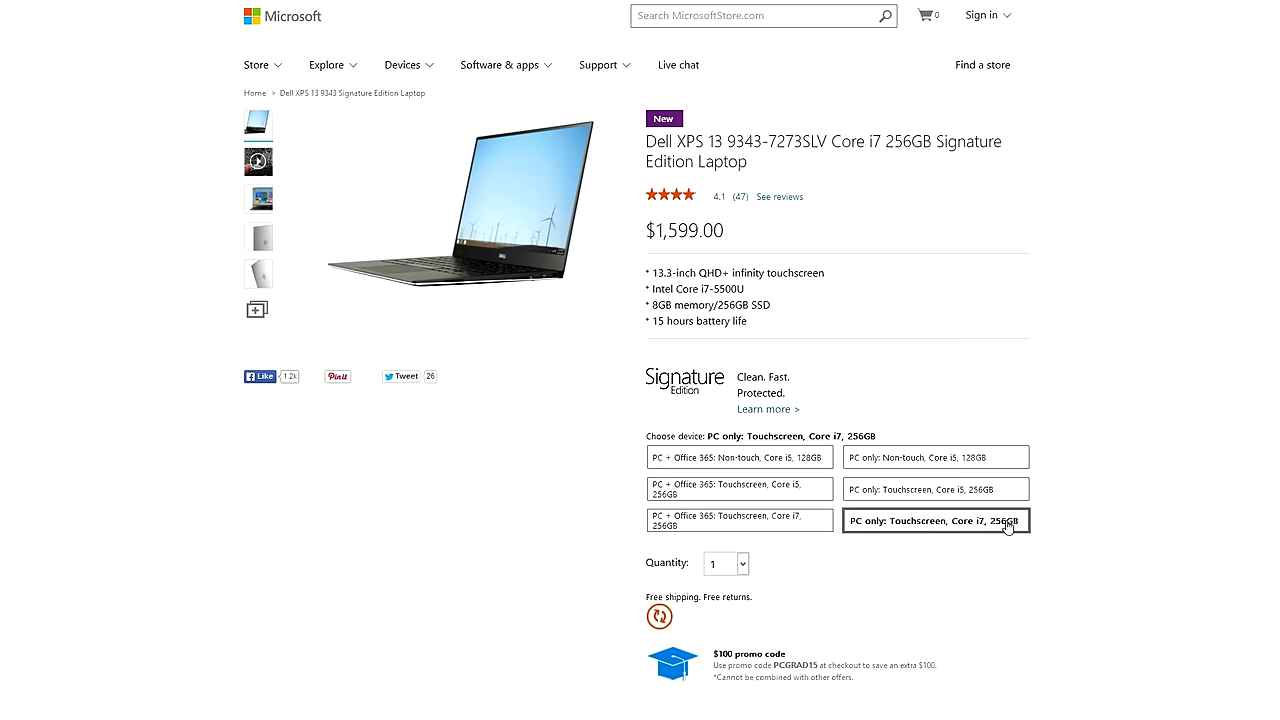 Microsoft
Search MicrosoftStore.com
0
Sign in
Store
Explore
Devices
Software & apps
Support
Live chat
Find a store
Home > Dell XPS 13 9343 Signature Edition Laptop
New
Dell XPS 13 9343-7273SLV Core i7 256GB Signature
Edition Laptop
4.1 (47) See reviews
$1,599.00
* 13.3-inch QHD+ infinity touchscreen
* Intel Core i7-5500U
* 8GB memory/256GB SSD
* 15 hours battery life
DELL
Like 1.2k
Pin it
Tweet 26
Signature
Edition
Clean. Fast.
Protected.
Learn more >
Choose device: PC only: Touchscreen, Core i7, 256GB
PC + Office 365: Non-touch, Core i5, 128GB
PC only: Non-touch, Core i5, 128GB
PC + Office 365: Touchscreen, Core i5,
256GB
PC only: Touchscreen, Core i5, 256GB
PC + Office 365: Touchscreen, Core i7,
256GB
PC only: Touchscreen, Core i7, 256GB
Quantity:
1
Free shipping. Free returns.
$100 promo code
Use promo code PCGRAD15 at checkout to save an extra $100.
*Cannot be combined with other offers.